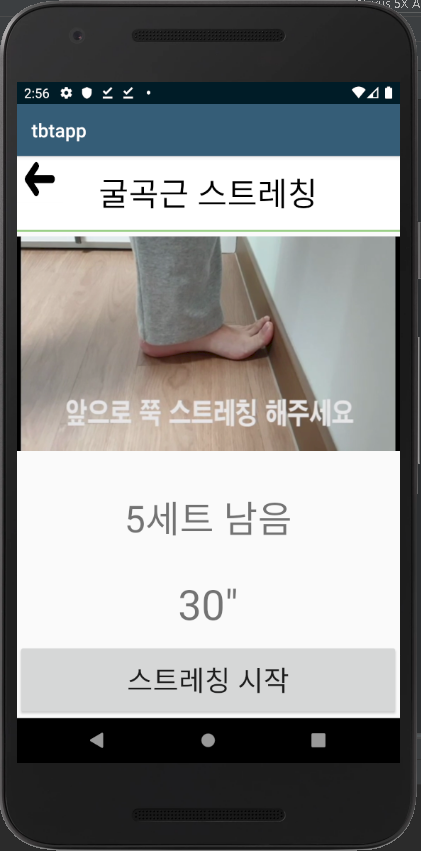 2:56
tbtapp
굴곡근 스트레칭
앞으로 쭉 스트레칭 해주세요
5세트 남음
30"
스트레칭 시작